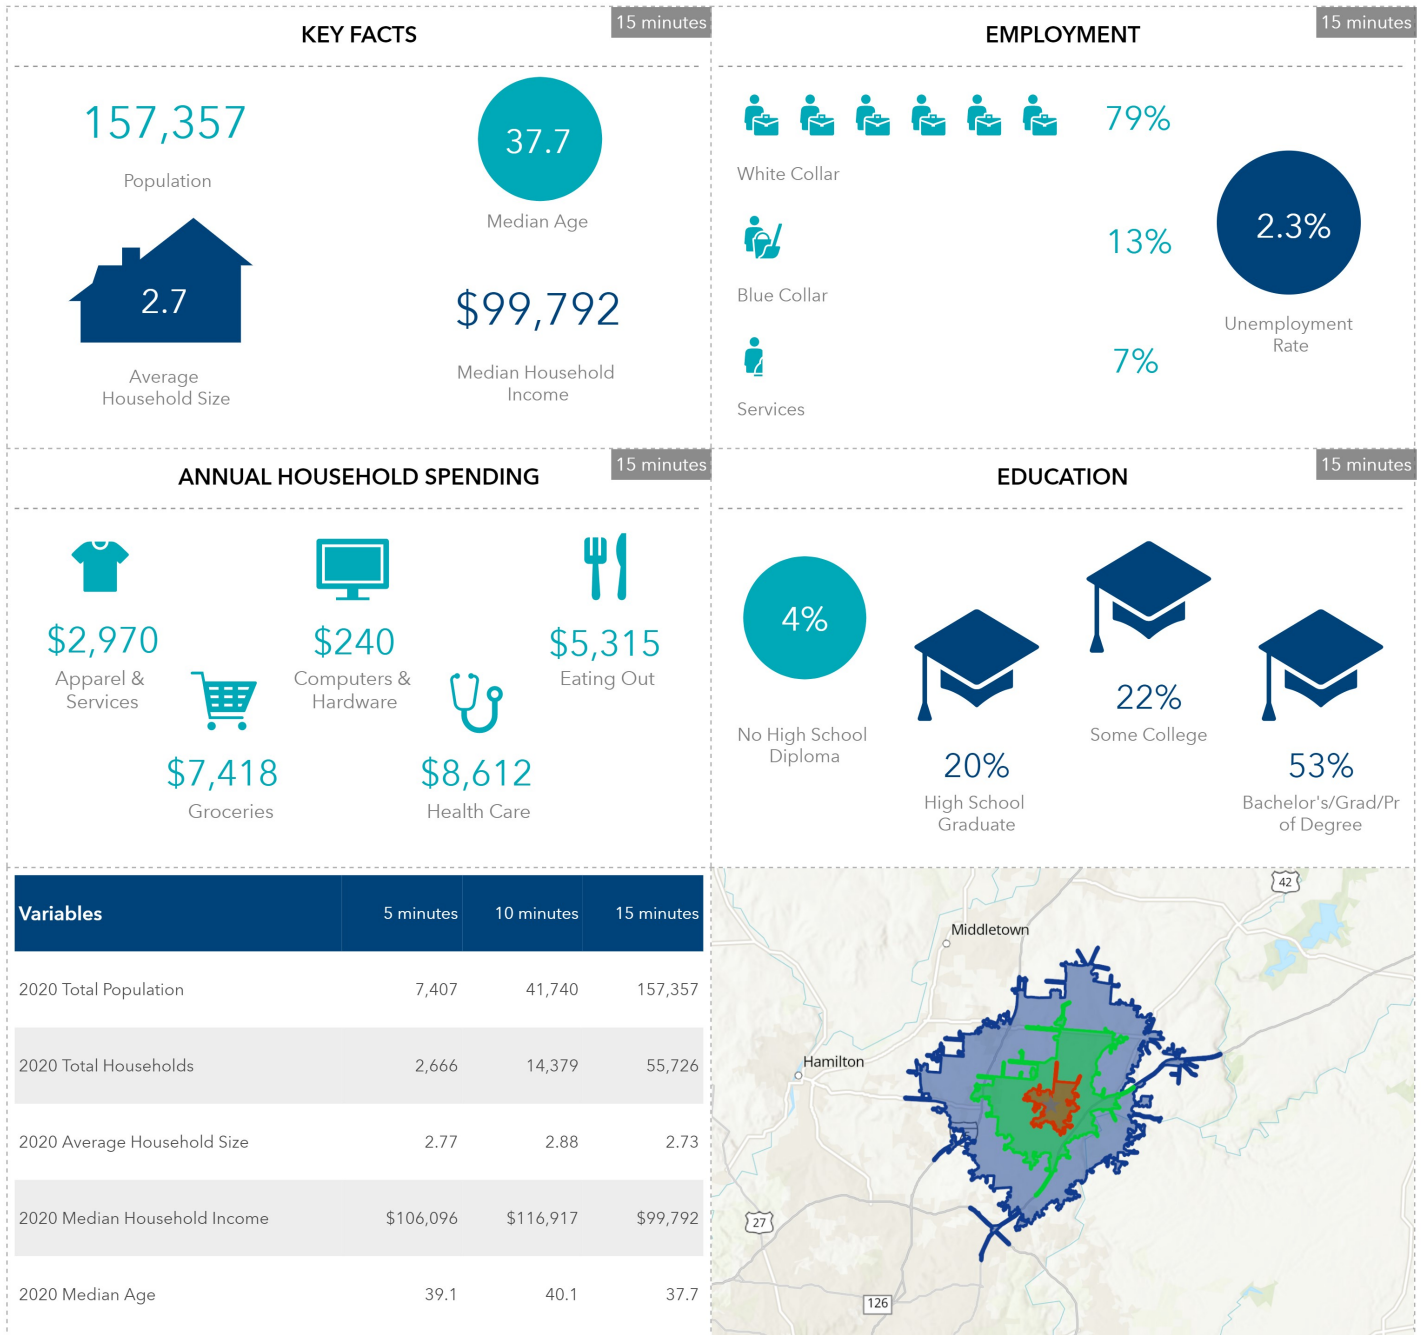 KEY FACTS
15 minutes
157,357
Population
37.7
Median Age
2.7
Average
Household Size
$99,792
Median Household
Income
EMPLOYMENT
15 minutes
79%
White Collar
13%
Blue Collar
7%
Services
2.3%
Unemployment
Rate
ANNUAL HOUSEHOLD SPENDING
15 minutes
$2,970
Apparel &
Services
$240
Computers &
Hardware
$5,315
Eating Out
$7,418
Groceries
$8,612
Health Care
EDUCATION
15 minutes
4%
No High School
Diploma
20%
High School
Graduate
22%
Some College
53%
Bachelor's/Grad/Pr
of Degree
Variables 5 minutes 10 minutes 15 minutes
2020 Total Population 7,407 41,740 157,357
2020 Total Households 2,666 14,379 55,726
2020 Average Household Size 2.77 2.88 2.73
2020 Median Household Income $106,096 $116,917 $99,792
2020 Median Age 39.1 40.1 37.7
42
Middletown
Hamilton
27
126